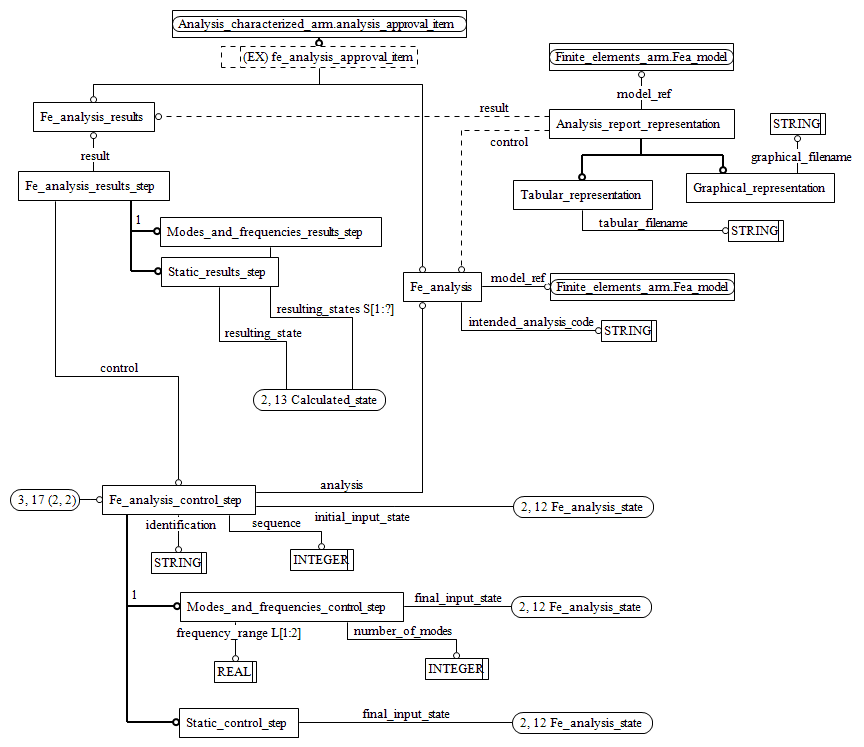 Analysis_characterized_arm.analysis_approval_item
(EX) fe_analysis_approval_item
Finite_elements_arm.Fea_model
model_ref
Fe_analysis_results
result
Analysis_report_representation
STRING
control
graphical_filename
result
Fe_analysis_results_step
Tabular_representation
Graphical_representation
1
tabular_filename
STRING
Modes_and_frequencies_results_step
Static_results_step
Fe_analysis
model_ref
Finite_elements_arm.Fea_model
resulting_states S[1:?]
intended_analysis_code
STRING
resulting_state
control
2, 13 Calculated_state
analysis
3, 17 (2, 2)
Fe_analysis_control_step
2, 12 Fe_analysis_state
initial_input_state
identification
sequence
STRING
INTEGER
1
Modes_and_frequencies_control_step
final_input_state
2, 12 Fe_analysis_state
frequency_range L[1:2]
number_of_modes
REAL
INTEGER
Static_control_step
final_input_state
2, 12 Fe_analysis_state